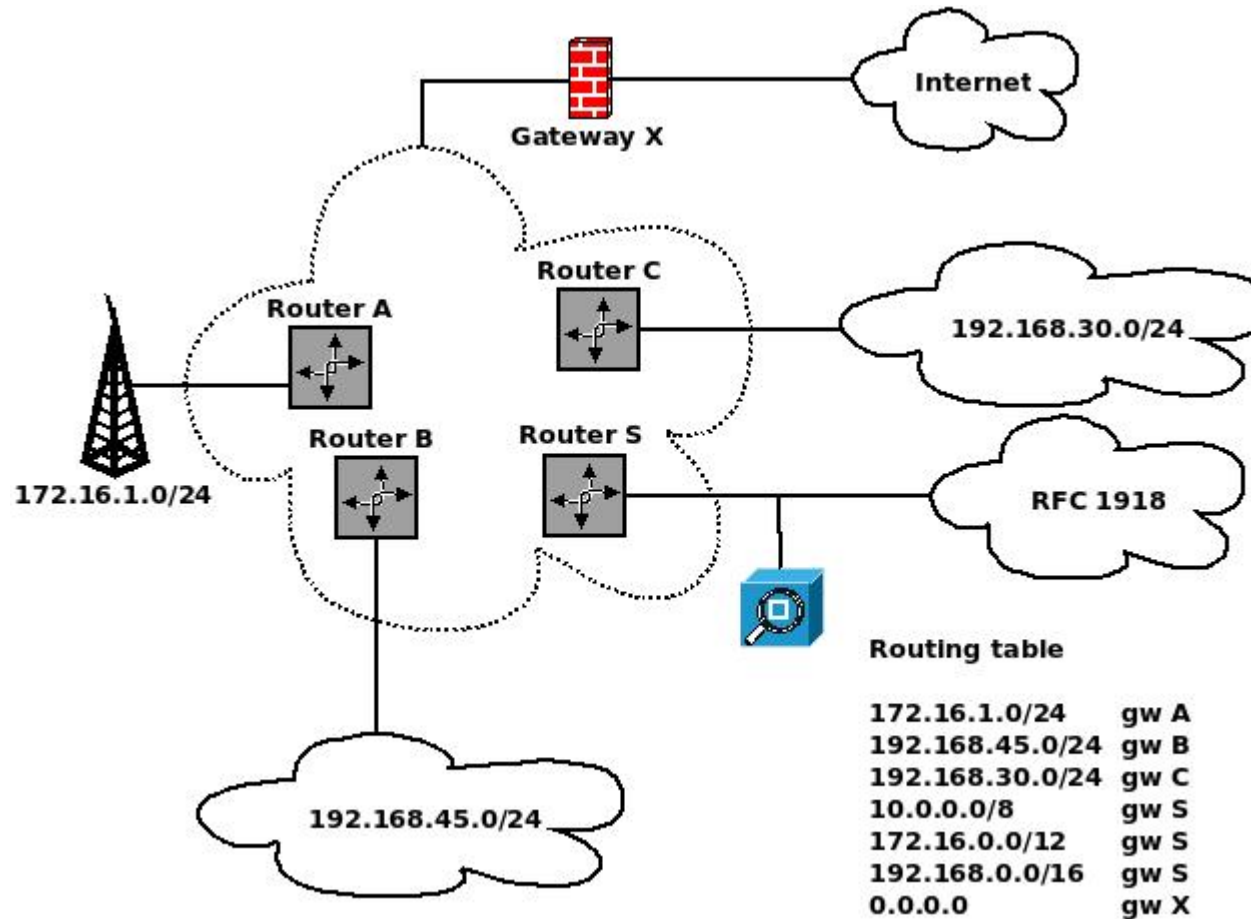 Internet
Gateway X
Router C
Router A
192.168.30.0/24
Router B
Router S
172.16.1.0/24
RFC 1918
Routing table
172.16.1.0/24 gw A
192.168.45.0/24 gw B
192.168.30.0/24 gw C
10.0.0.0/8 gw S
172.16.0.0/12 gw S
192.168.0.0/16 gw S
0.0.0.0 gw X
192.168.45.0/24